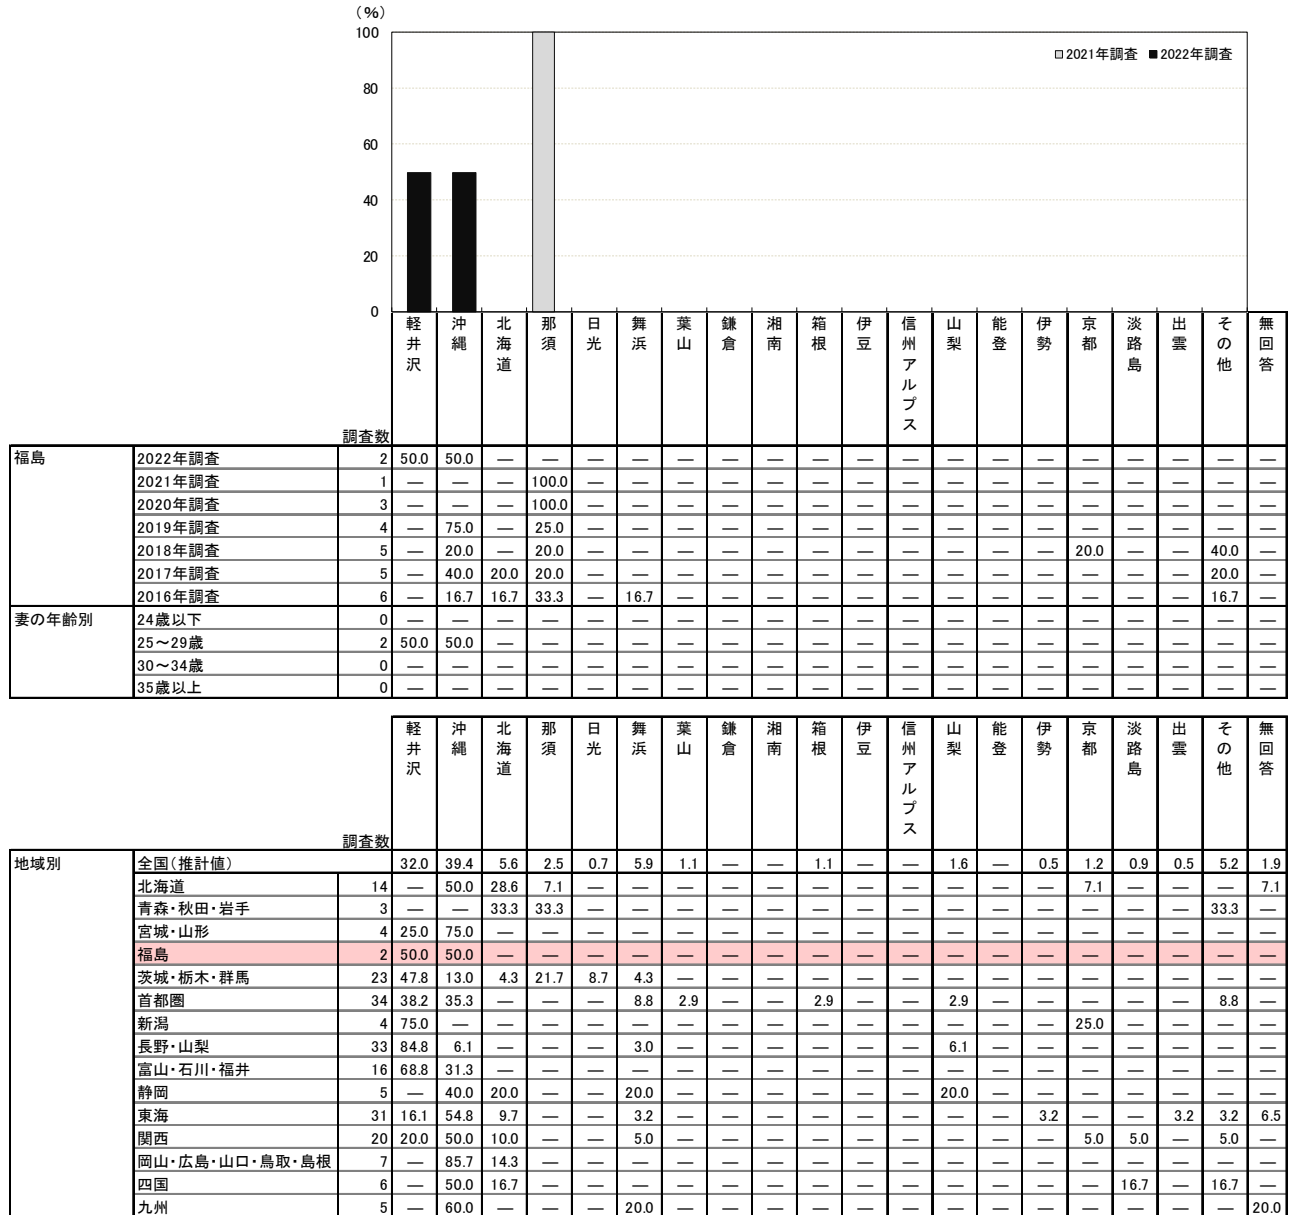 (%)
100
□2021年調査 ■2022年調査
80
60
40
20
0
調査数 軽井沢 沖縄 北海道 那須 日光 舞浜 葉山 鎌倉 湘南 箱根 伊豆 信州アルプス 山梨 能登 伊勢 京都 淡路島 出雲 その他 無回答
福島 2022年調査 2 50.0 50.0 — — — — — — — — — — — — — — — — — —
2021年調査 1 — — — 100.0 — — — — — — — — — — — — — — — —
2020年調査 3 — — — 100.0 — — — — — — — — — — — — — — — —
2019年調査 4 — 75.0 — 25.0 — — — — — — — — — — — — — — — —
2018年調査 5 — 20.0 — 20.0 — — — — — — — — — — — 20.0 — — 40.0 —
2017年調査 5 — 40.0 20.0 20.0 — — — — — — — — — — — — — — 20.0 —
2016年調査 6 — 16.7 16.7 33.3 — 16.7 — — — — — — — — — — — — 16.7 —
妻の年齢別 24歳以下 0 — — — — — — — — — — — — — — — — — — — —
25～29歳 2 50.0 50.0 — — — — — — — — — — — — — — — — — —
30～34歳 0 — — — — — — — — — — — — — — — — — — — —
35歳以上 0 — — — — — — — — — — — — — — — — — — — —
調査数 軽井沢 沖縄 北海道 那須 日光 舞浜 葉山 鎌倉 湘南 箱根 伊豆 信州アルプス 山梨 能登 伊勢 京都 淡路島 出雲 その他 無回答
地域別 全国(推計値) 32.0 39.4 5.6 2.5 0.7 5.9 1.1 — — 1.1 — — 1.6 — 0.5 1.2 0.9 0.5 5.2 1.9
北海道 14 — 50.0 28.6 7.1 — — — — — — — — — — — 7.1 — — — 7.1
青森・秋田・岩手 3 — — 33.3 33.3 — — — — — — — — — — — — — — 33.3 —
宮城・山形 4 25.0 75.0 — — — — — — — — — — — — — — — — — —
福島 2 50.0 50.0 — — — — — — — — — — — — — — — — — —
茨城・栃木・群馬 23 47.8 13.0 4.3 21.7 8.7 4.3 — — — — — — — — — — — — — —
首都圏 34 38.2 35.3 — — — 8.8 2.9 — — 2.9 — — 2.9 — — — — — 8.8 —
新潟 4 75.0 — — — — — — — — — — — — — — 25.0 — — — —
長野・山梨 33 84.8 6.1 — — — 3.0 — — — — — — 6.1 — — — — — — —
富山・石川・福井 16 68.8 31.3 — — — — — — — — — — — — — — — — — —
静岡 5 — 40.0 20.0 — — 20.0 — — — — — — 20.0 — — — — — — —
東海 31 16.1 54.8 9.7 — — 3.2 — — — — — — — — 3.2 — — 3.2 3.2 6.5
関西 20 20.0 50.0 10.0 — — 5.0 — — — — — — — — — 5.0 5.0 — 5.0 —
岡山・広島・山口・鳥取・島根 7 — 85.7 14.3 — — — — — — — — — — — — — — — — —
四国 6 — 50.0 16.7 — — — — — — — — — — — — — 16.7 — 16.7 —
九州 5 — 60.0 — — — 20.0 — — — — — — — — — — — — — 20.0